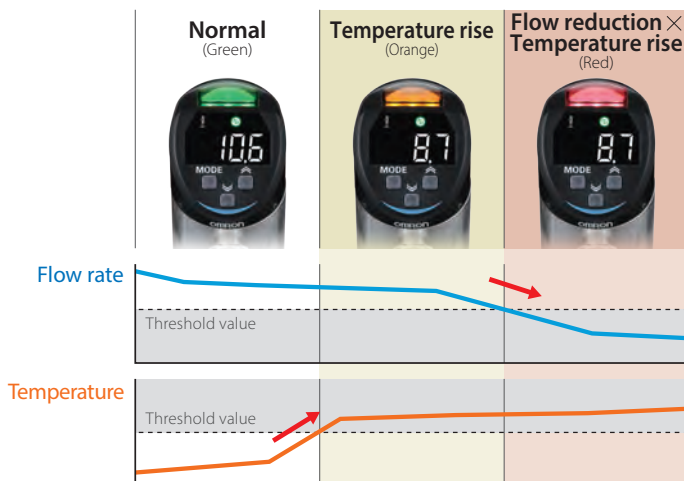 Normal
(Green)
Temperature rise
(Orange)
Flow reduction ×
Temperature rise
(Red)
10.6
MODE
OMRON
8.7
MODE
OMRON
8.7
MODE
OMRON
Flow rate
Threshold value
Temperature
Threshold value